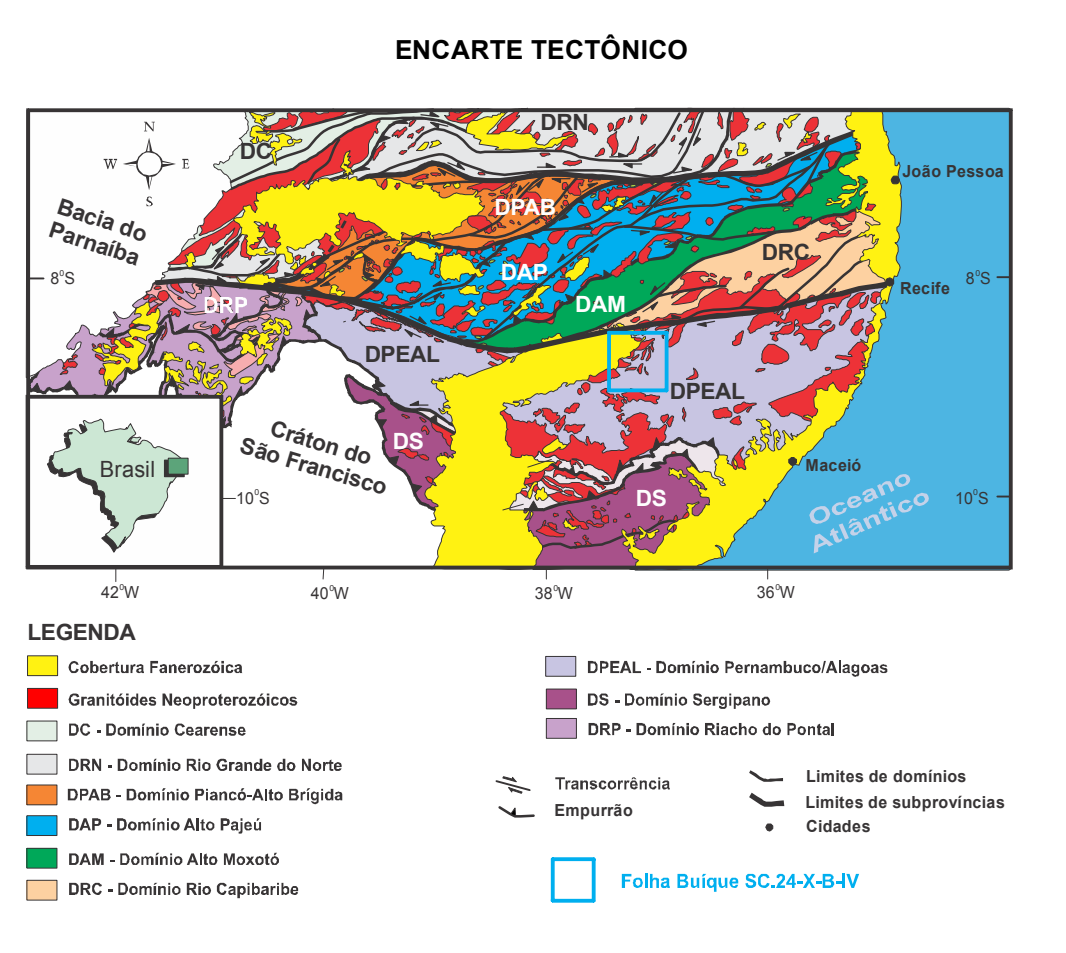 ENCARTE TECTÔNICO
N
W
E
S
DC
DRN
João Pessoa
Bacia do
Parnaíba
DPAB
DRC
DAP
8°S
8°S
Recife
DRP
DAM
DPEAL
DPEAL
Cráton do
São Francisco
DS
Brasil
Maceió
10°S
DS
10°S
Oceano
Atlântico
42°W
40°W
38°W
36°W
LEGENDA
Cobertura Fanerozóica
Granitóides Neoproterozóicos
DC - Domínio Cearense
DRN - Domínio Rio Grande do Norte
DPAB - Domínio Piancó-Alto Brígida
DAP - Domínio Alto Pajeú
DAM - Domínio Alto Moxotó
DRC - Domínio Rio Capibaribe
DPEAL - Domínio Pernambuco/Alagoas
DS - Domínio Sergipano
DRP - Domínio Riacho do Pontal
Transcorrência
Empurrão
Limites de domínios
Limites de subprovíncias
Cidades
Folha Buíque SC.24-X-B-IV